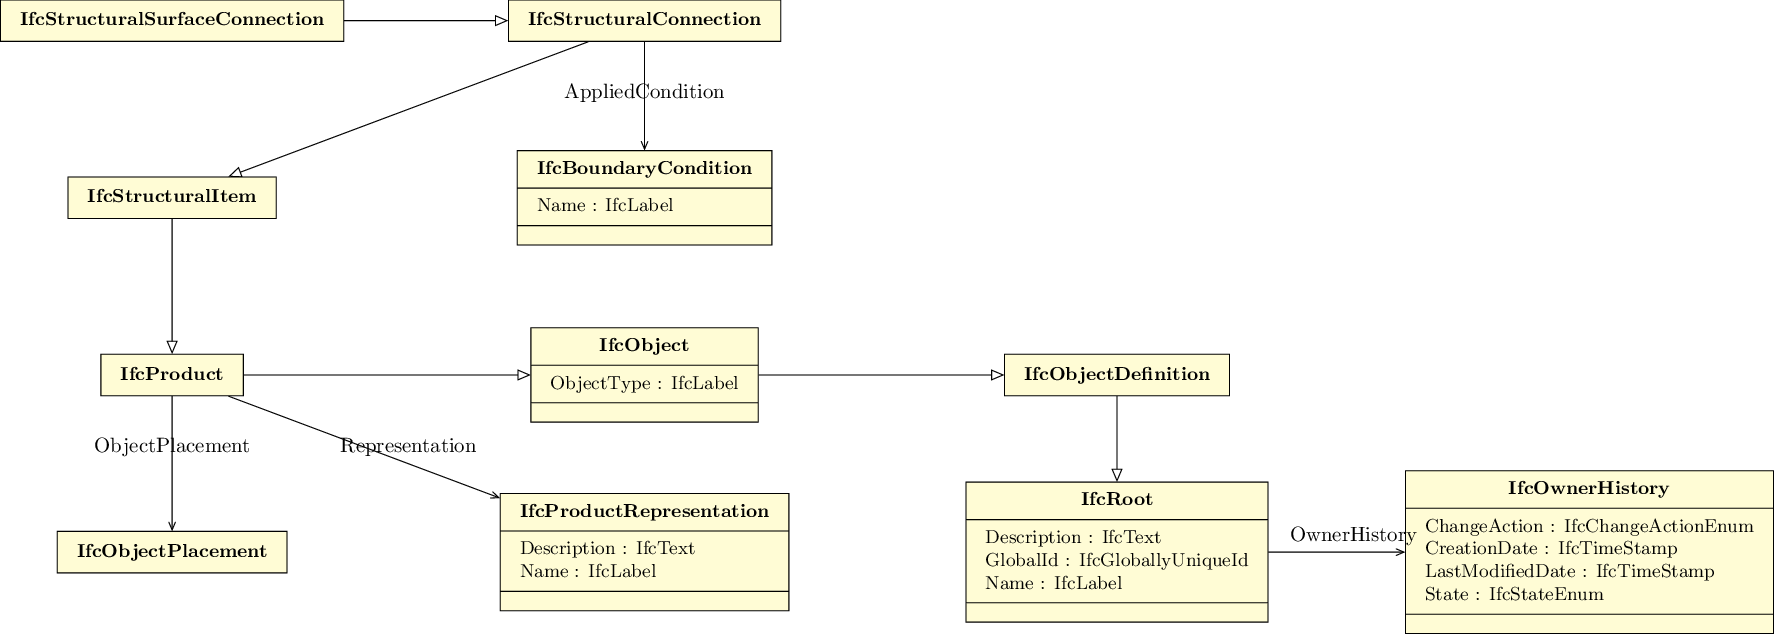 IfcStructuralSurfaceConnection
IfcStructuralConnection
AppliedCondition
IfcBoundaryCondition
Name : IfcLabel
IfcStructuralItem
IfcProduct
IfcObject
ObjectType : IfcLabel
IfcObjectDefinition
ObjectPlacement
Representation
IfcObjectPlacement
IfcProductRepresentation
Description : IfcText
Name : IfcLabel
IfcRoot
Description : IfcText
GlobalId : IfcGloballyUniqueId
Name : IfcLabel
OwnerHistory
IfcOwnerHistory
ChangeAction : IfcChangeActionEnum
CreationDate : IfcTimeStamp
LastModifiedDate : IfcTimeStamp
State : IfcStateEnum